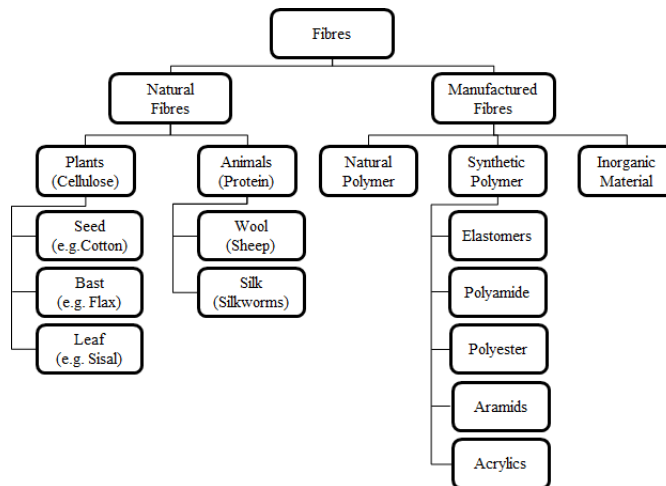 Fibres
Natural
Fibres
Manufactured
Fibres
Plants
(Cellulose)
Animals
(Protein)
Natural
Polymer
Synthetic
Polymer
Inorganic
Material
Seed
(e.g.Cotton)
Bast
(e.g. Flax)
Leaf
(e.g. Sisal)
Wool
(Sheep)
Silk
(Silkworms)
Elastomers
Polyamide
Polyester
Aramids
Acrylics